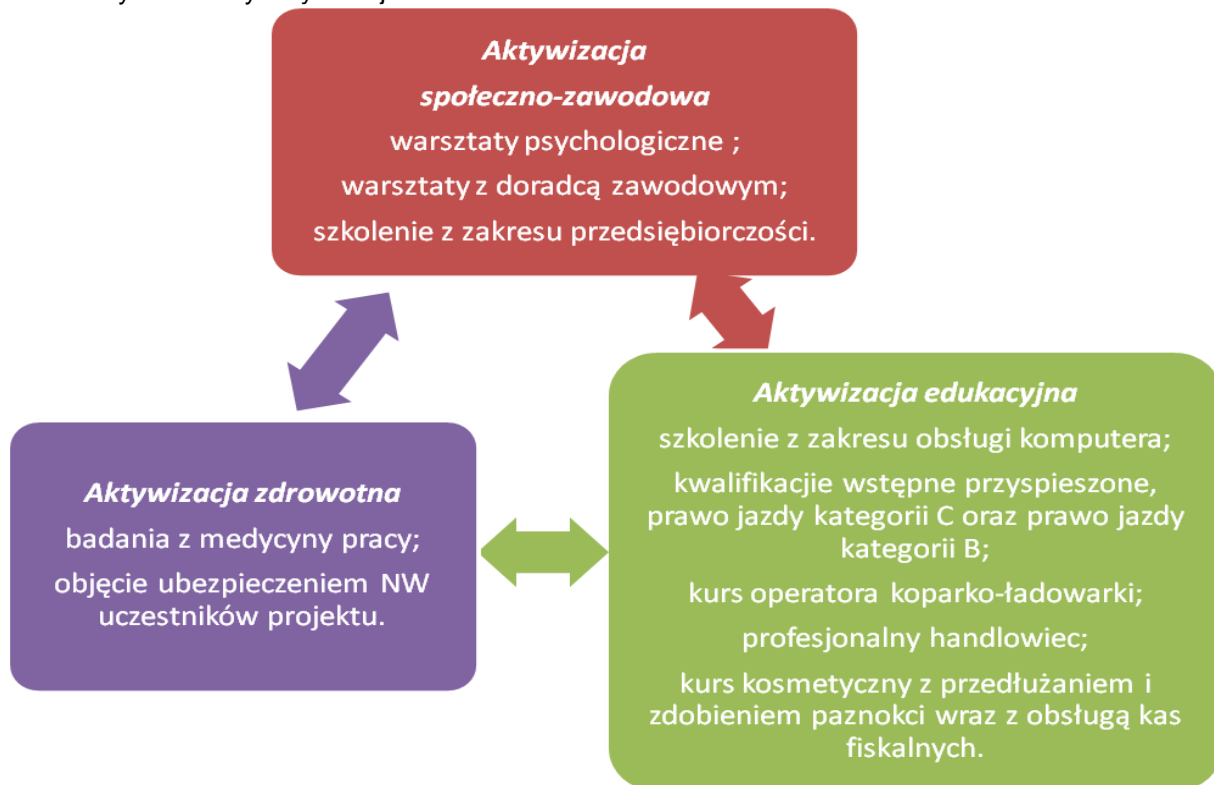 Aktywizacja
społeczno-zawodowa
warsztaty psychologiczne ;
warsztaty z doradcą zawodowym;
szkolenie z zakresu przedsiębiorczości.
Aktywizacja edukacyjna
szkolenie z zakresu obsługi komputera;
kwalifikacjie wstępne przyspieszone,
prawo jazdy kategorii C oraz prawo jazdy
kategorii B;
kurs operatora koparko-ładowarki;
profesjonalny handlowiec;
kurs kosmetyczny z przedłużaniem i
zdobieniem paznokci wraz z obsługą kas
fiskalnych.
Aktywizacja zdrowotna
badania z medycyny pracy;
objęcie ubezpieczeniem NW
uczestników projektu.